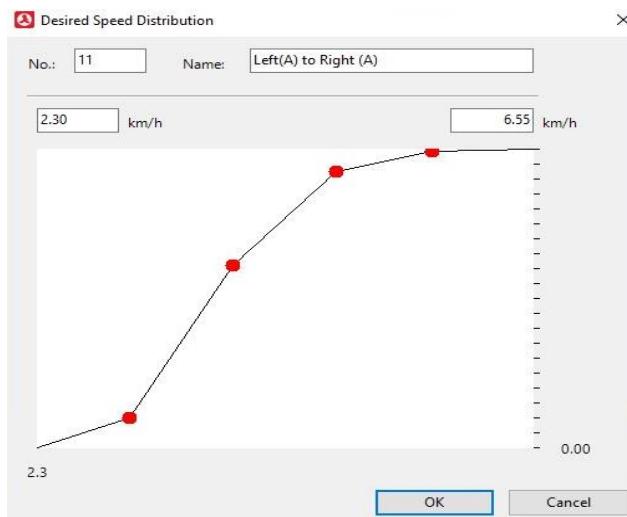 Desired Speed Distribution
No.: 11 Name: Left(A) to Right (A)
2.30 km/h 6.55 km/h
0.00
2.3
OK Cancel